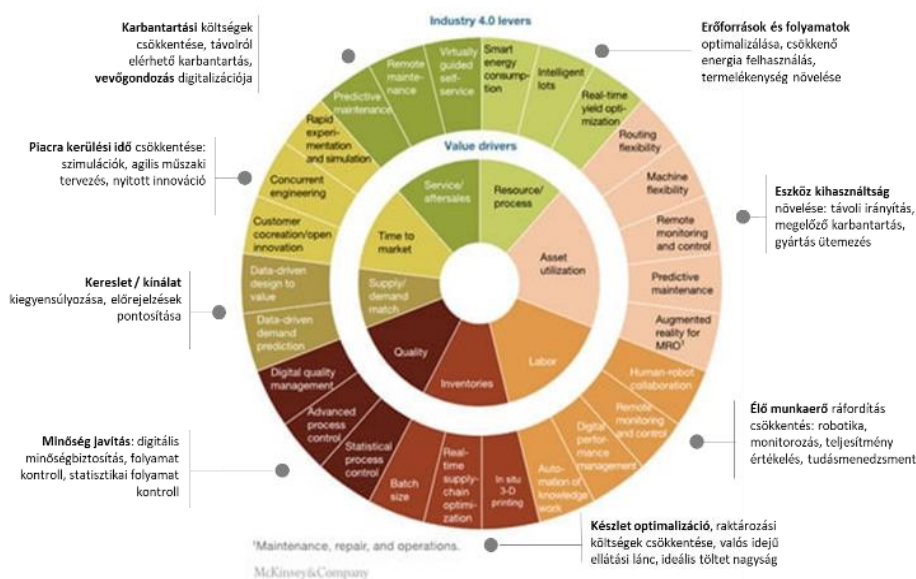 Industry 4.0 levers
Karbantartási költségek
csökkentése, távolról
elérhető karbantartás,
vevőgondozás digitalizációja
Erőforrások és folyamatok
optimalizálása, csökkenő
energia felhasználás,
termelékenység növelése
Piacra kerülési idő csökkentése:
szimulációk, agilis műszaki
tervezés, nyitott innováció
Eszköz kihasználtság
növelése: távoli irányítás,
megelőző karbantartás,
gyártás ütemezés
Kereslet / kínálat
kiegyensúlyozása, előrejelzések
pontosítása
Élő munkaerő ráfordítás
csökkentés: robotika,
monitorozás, teljesítmény
értékelés, tudásmenedzsment
Minőség javítás: digitális
minőségbiztosítás, folyamat
kontroll, statisztikai folyamat
kontroll
Készlet optimalizáció, raktározási
költségek csökkentése, valós idejű
ellátási lánc, ideális töltet nagyság
Smart
energy
consump-
tion
Intelligent
lots
Real-time
yield opti-
mization
Routing
flexibility
Machine
flexibility
Remote
monitoring
and control
Predictive
maintenance
Augmented
reality for
MRO¹
Human-robot
collaboration
Remote
monitoring
and control
Digital
perfor-
mance
management
Auto-
mation of
knowledge
work
In situ
3-D
printing
Real-
time
supply-
chain
optimi-
zation
Batch
size
Statistical
process
control
Advanced
process
control
Digital quality
management
Data-driven
demand
prediction
Data-driven
design to
value
Customer
cocreation/open
innovation
Concurrent
engineering
Rapid
experi-
mentation
and simulation
Predictive
maintenance
Remote
mainte-
nance
Virtually
guided
self-
service
Value drivers
Service/
aftersales
Resource/
process
Asset
utilization
Labor
Inventories
Quality
Supply/
demand
match
Time to
market
¹Maintenance, repair, and operations.
McKinsey&Company